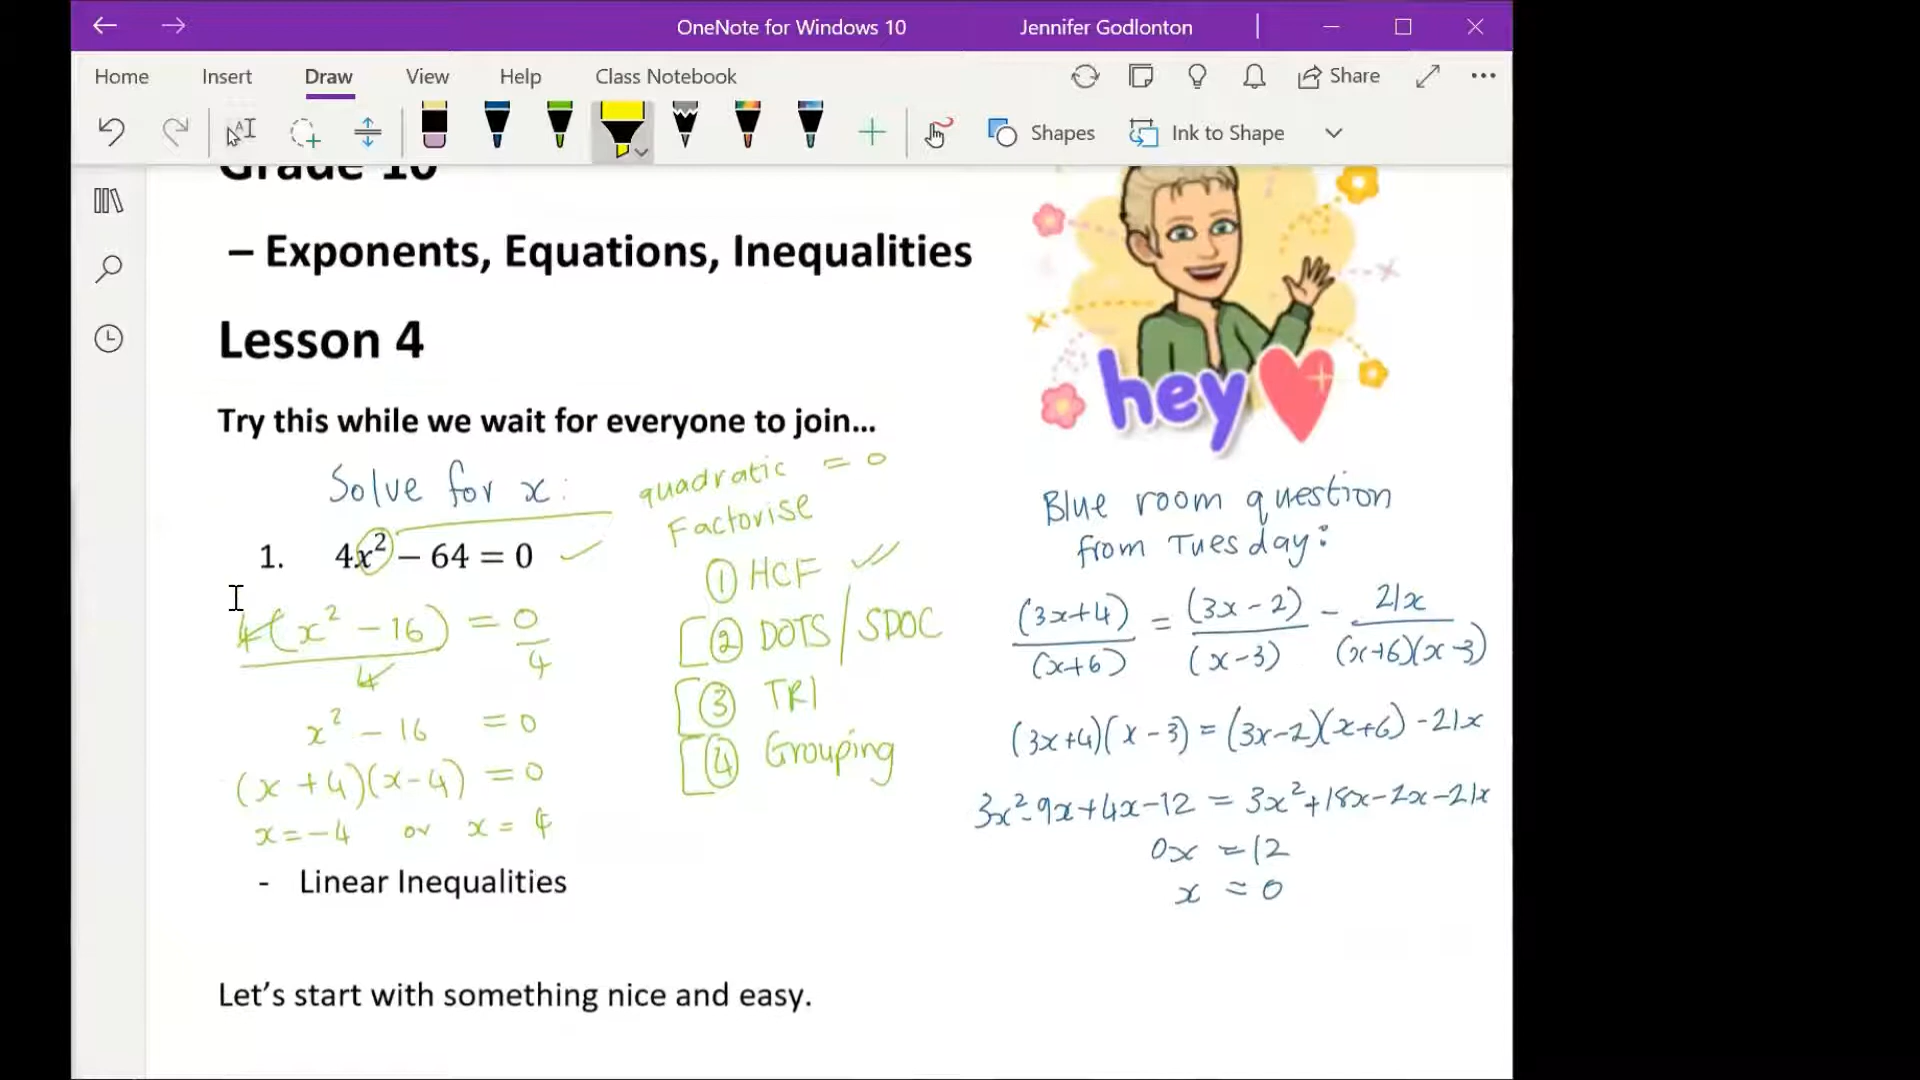 OneNote for Windows 10
Jennifer Godlonton
Home Insert Draw View Help Class Notebook
Share
Shapes
Ink to Shape
Grade 10
– Exponents, Equations, Inequalities
Lesson 4
hey
Try this while we wait for everyone to join...
Solve for x:
1. 4x² – 64 = 0
4(x² – 16) / 4 = 0/4
x² – 16 = 0
(x + 4)(x – 4) = 0
x = –4 or x = 4
quadratic = 0
Factorise
① HCF
② DOTS / SDOC
③ TRI
④ Grouping
Blue room question
from Tuesday:
(3x+4)/(x+6) = (3x–2)/(x–3) – 21x/(x+6)(x–3)
(3x+4)(x–3) = (3x–2)(x+6) –21x
3x²–9x+4x–12 = 3x²+18x–2x–21x
0x = 12
x = 0
- Linear Inequalities
Let's start with something nice and easy.